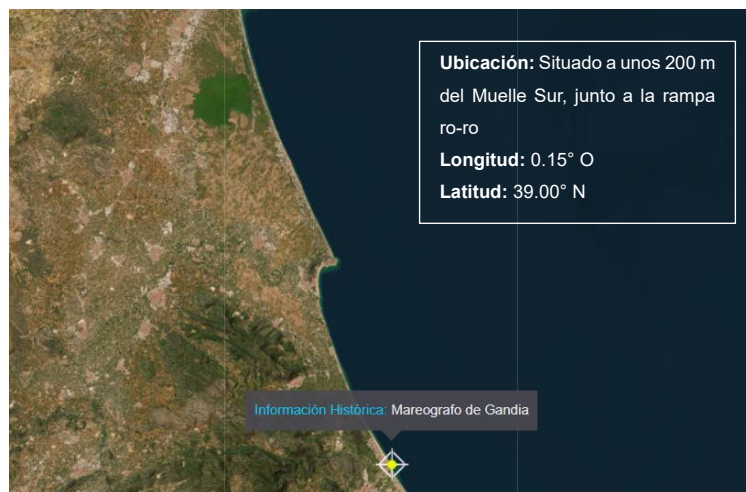 Ubicación: Situado a unos 200 m
del Muelle Sur, junto a la rampa
ro-ro
Longitud: 0.15° O
Latitud: 39.00° N
Información Histórica: Mareografo de Gandia